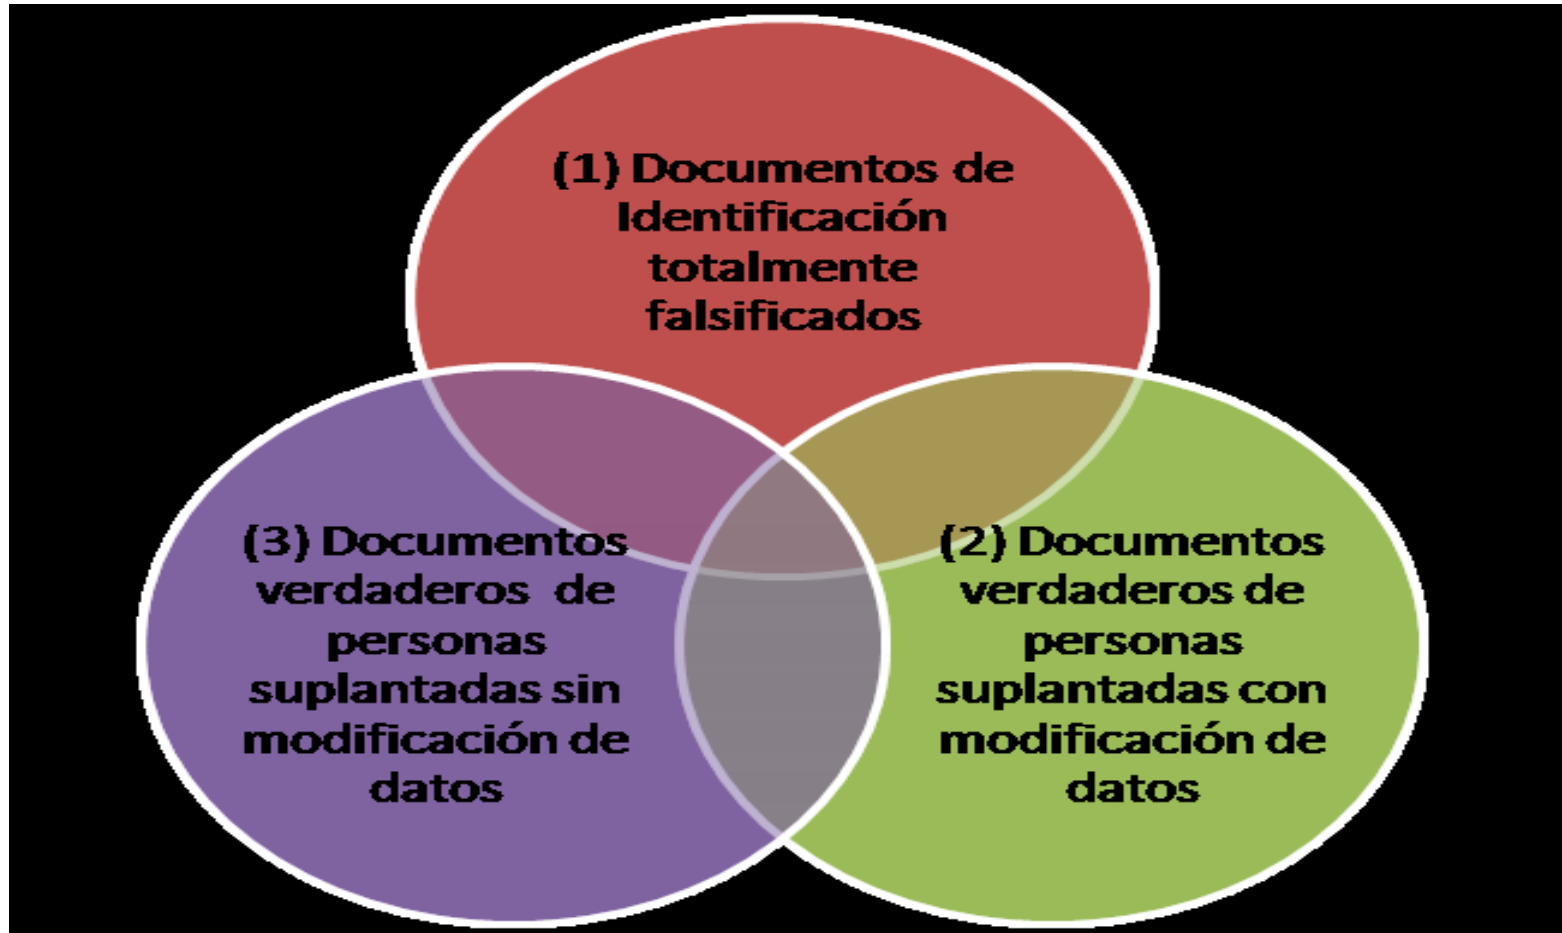 (1) Documentos de
Identificación
totalmente
falsificados
(3) Documentos
verdaderos de
personas
suplantadas sin
modificación de
datos
(2) Documentos
verdaderos de
personas
suplantadas con
modificación de
datos